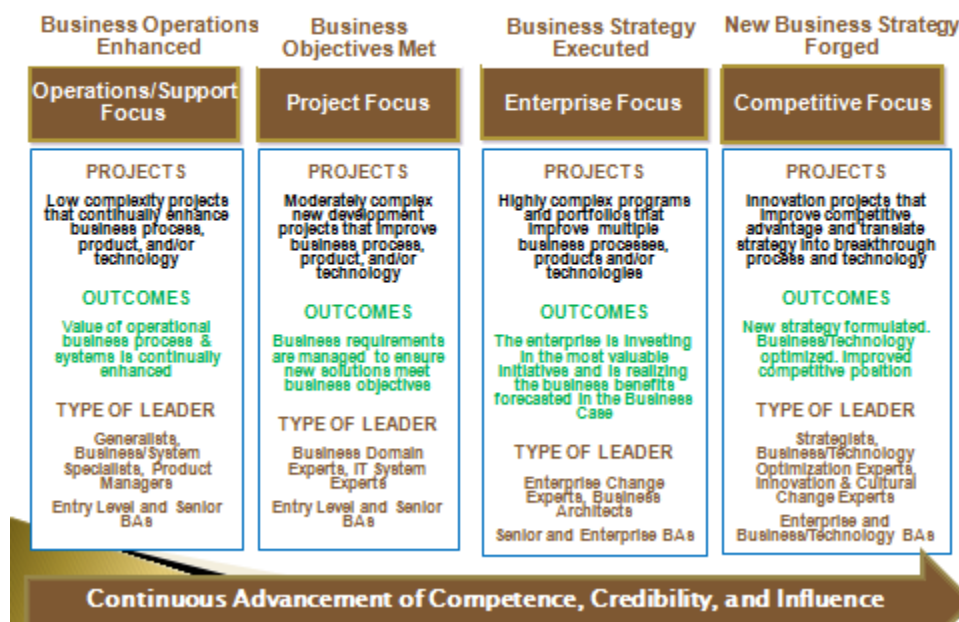 Business Operations
Enhanced
Operations/Support
Focus
PROJECTS
Low complexity projects
that continually enhance
business process,
product, and/or
technology
OUTCOMES
Value of operational
business process &
systems is continually
enhanced
TYPE OF LEADER
Generalists,
Business/System
Specialists, Product
Managers
Entry Level and Senior
BAs
Business
Objectives Met
Project Focus
PROJECTS
Moderately complex
new development
projects that improve
business process,
product, and/or
technology
OUTCOMES
Business requirements
are managed to ensure
new solutions meet
business objectives
TYPE OF LEADER
Business Domain
Experts, IT System
Experts
Entry Level and Senior
BAs
Business Strategy
Executed
Enterprise Focus
PROJECTS
Highly complex programs
and portfolios that
improve multiple
business processes,
products and/or
technologies
OUTCOMES
The enterprise is investing
in the most valuable
initiatives and is realizing
the business benefits
forecasted in the Business
Case
TYPE OF LEADER
Enterprise Change
Experts, Business
Architects
Senior and Enterprise BAs
New Business Strategy
Forged
Competitive Focus
PROJECTS
Innovation projects that
improve competitive
advantage and translate
strategy into breakthrough
process and technology
OUTCOMES
New strategy formulated.
Business/Technology
optimized. Improved
competitive position
TYPE OF LEADER
Strategists,
Business/Technology
Optimization Experts,
Innovation & Cultural
Change Experts
Enterprise and
Business/Technology BAs
Continuous Advancement of Competence, Credibility, and Influence